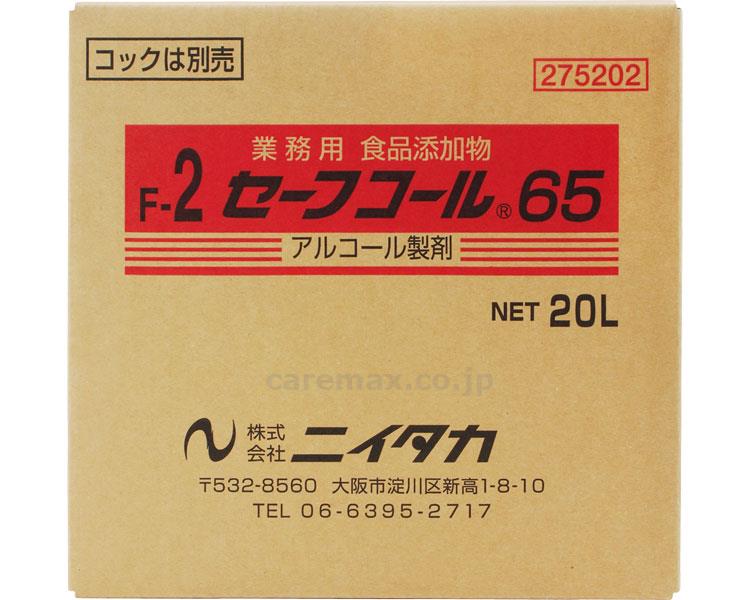 コックは別売
275202
業務用 食品添加物
F-2 セーフコール® 65
アルコール製剤
NET 20L
caremax.co.jp
株式会社 ニイタカ
〒532-8560 大阪市淀川区新高1-8-10
TEL 06-6395-2717